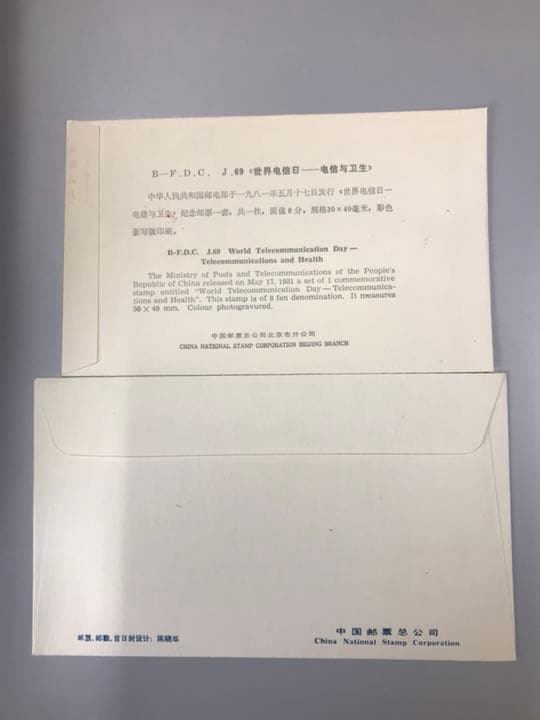 B—F.D.C. J.69《世界电信日——电信与卫生》
中华人民共和国邮电部于一九八一年五月十七日发行《世界电信日—
电信与卫生》纪念邮票一套，共一枚，面值8分，规格30×40毫米，彩色
影写版印刷。
B-F.D.C. J.69 World Telecommunication Day—
Telecommunications and Health
The Ministry of Posts and Telecommunications of the People's
Republic of China released on May 17, 1981 a set of 1 commemorative
stamp entitled "World Telecommunication Day—Telecommunica-
tions and Health". This stamp is of 8 fen denomination. It measures
30×40 mm. Colour photogravured.
中国邮票总公司北京市分公司
CHINA NATIONAL STAMP CORPORATION BEIJING BRANCH
邮票、邮戳、首日封设计：陈晓
中国邮票总公司
China National Stamp Corporation